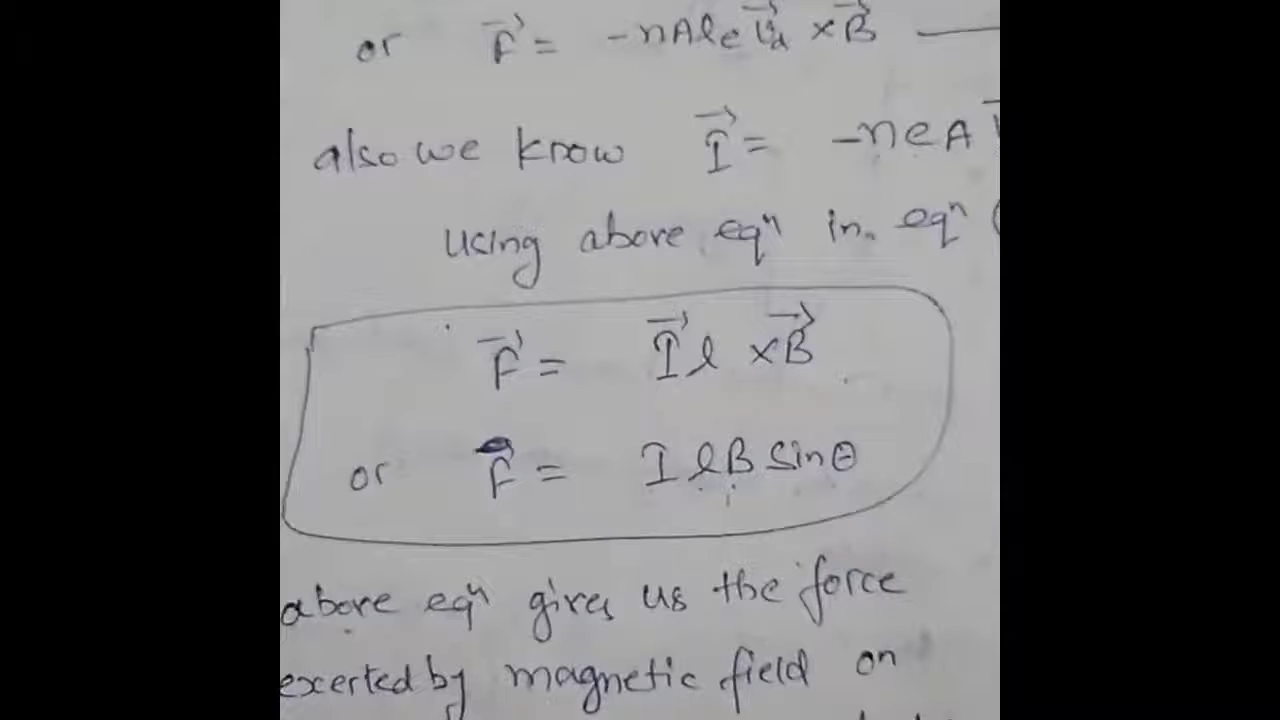 or F⃗ = -nAle v⃗d × B⃗
also we know I⃗ = -neA
using above eqⁿ in. eqⁿ (
F⃗ = I⃗l × B⃗
or F = IlB Sinθ
above eqⁿ gives us the force
exerted by magnetic field on